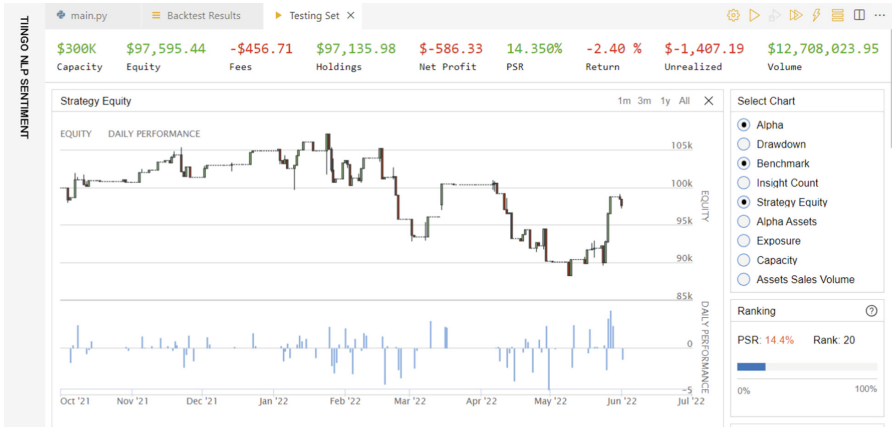 main.py
Backtest Results
Testing Set
TIINGO NLP SENTIMENT
$300K $97,595.44 -$456.71 $97,135.98 $-586.33 14.350% -2.40 % $-1,407.19 $12,708,023.95
Capacity Equity Fees Holdings Net Profit PSR Return Unrealized Volume
Strategy Equity
1m 3m 1y All
EQUITY DAILY PERFORMANCE
105k
100k
95k
90k
85k
EQUITY
0
-5
DAILY PERFORMANCE
Oct '21 Nov '21 Dec '21 Jan '22 Feb '22 Mar '22 Apr '22 May '22 Jun '22 Jul '22
Select Chart
Alpha
Drawdown
Benchmark
Insight Count
Strategy Equity
Alpha Assets
Exposure
Capacity
Assets Sales Volume
Ranking
PSR: 14.4% Rank: 20
0% 100%